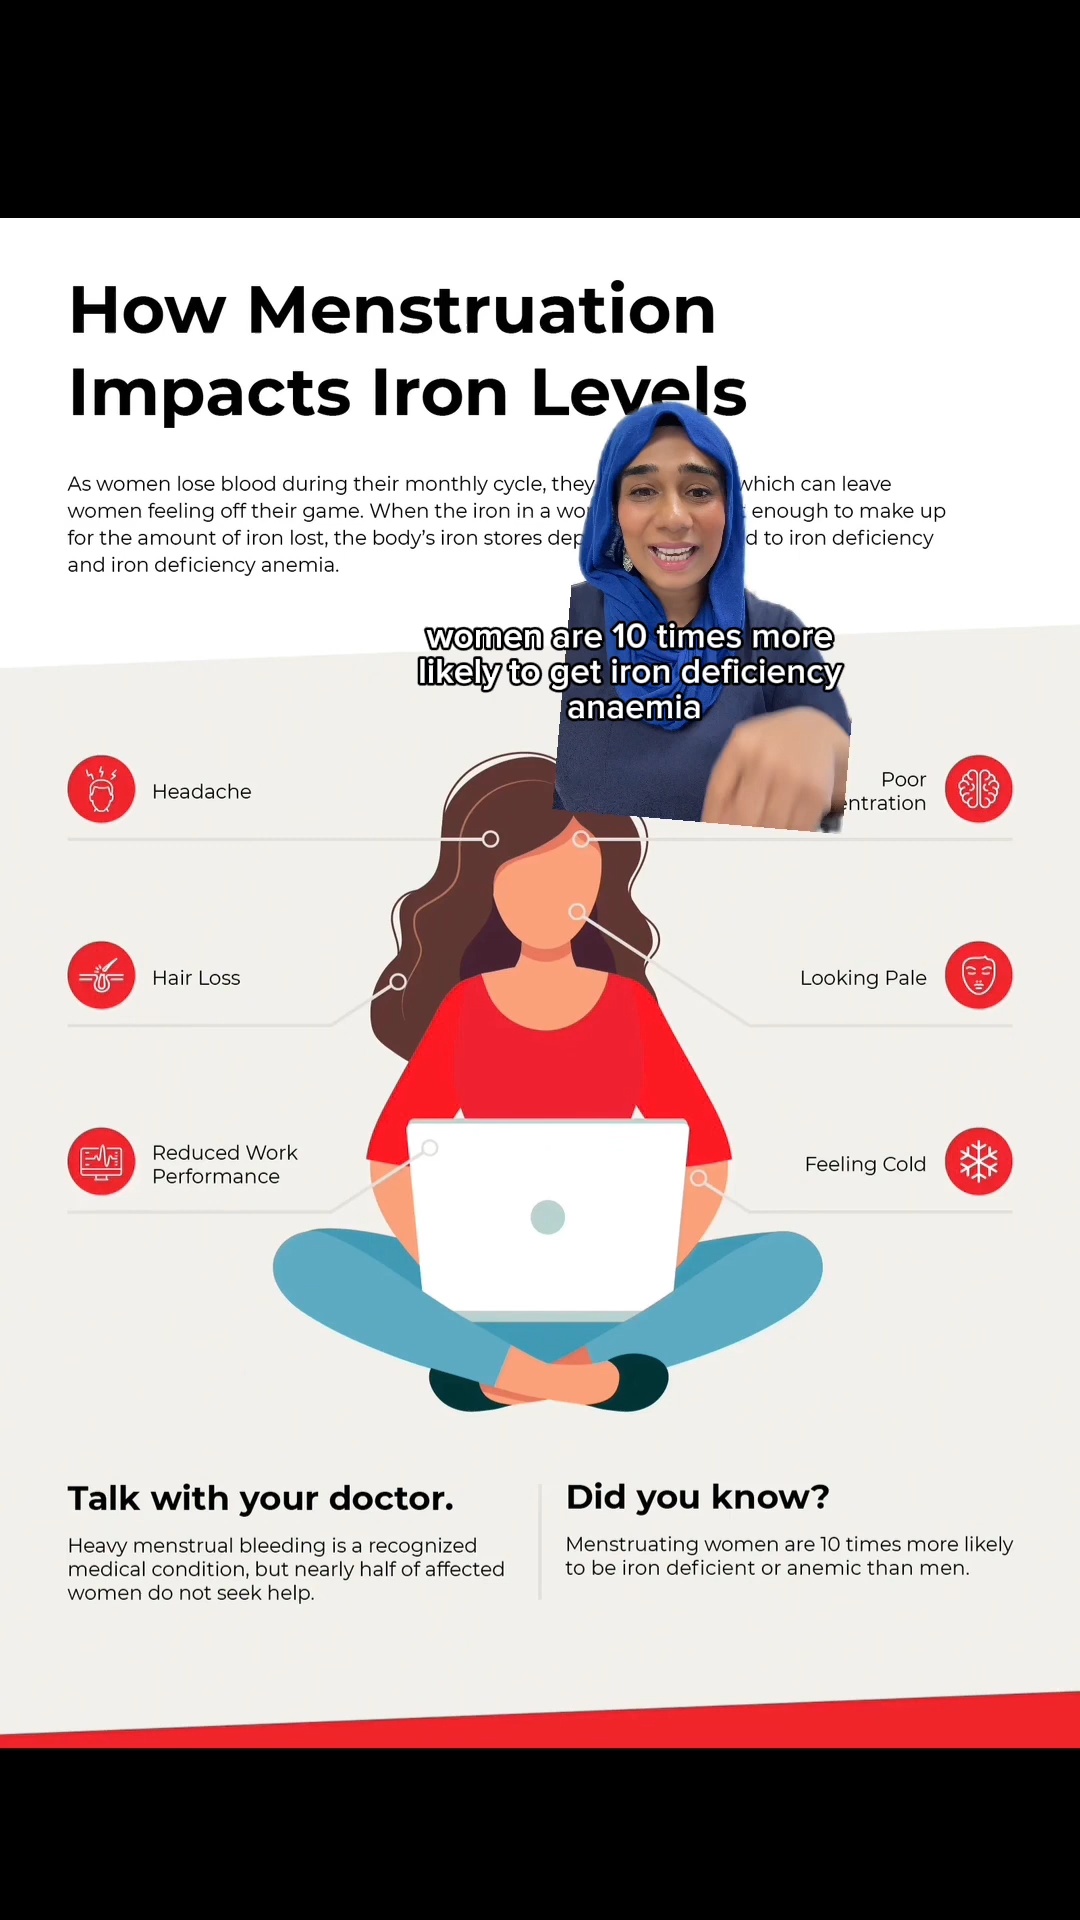 How Menstruation
Impacts Iron Levels
As women lose blood during their monthly cycle, they which can leave
women feeling off their game. When the iron in a enough to make up
for the amount of iron lost, the body's iron stores to iron deficiency
and iron deficiency anemia.
women are 10 times more
likely to get iron deficiency
anaemia
Headache
Poor
Hair Loss
Looking Pale
Reduced Work
Performance
Feeling Cold
Talk with your doctor.
Heavy menstrual bleeding is a recognized
medical condition, but nearly half of affected
women do not seek help.
Did you know?
Menstruating women are 10 times more likely
to be iron deficient or anemic than men.